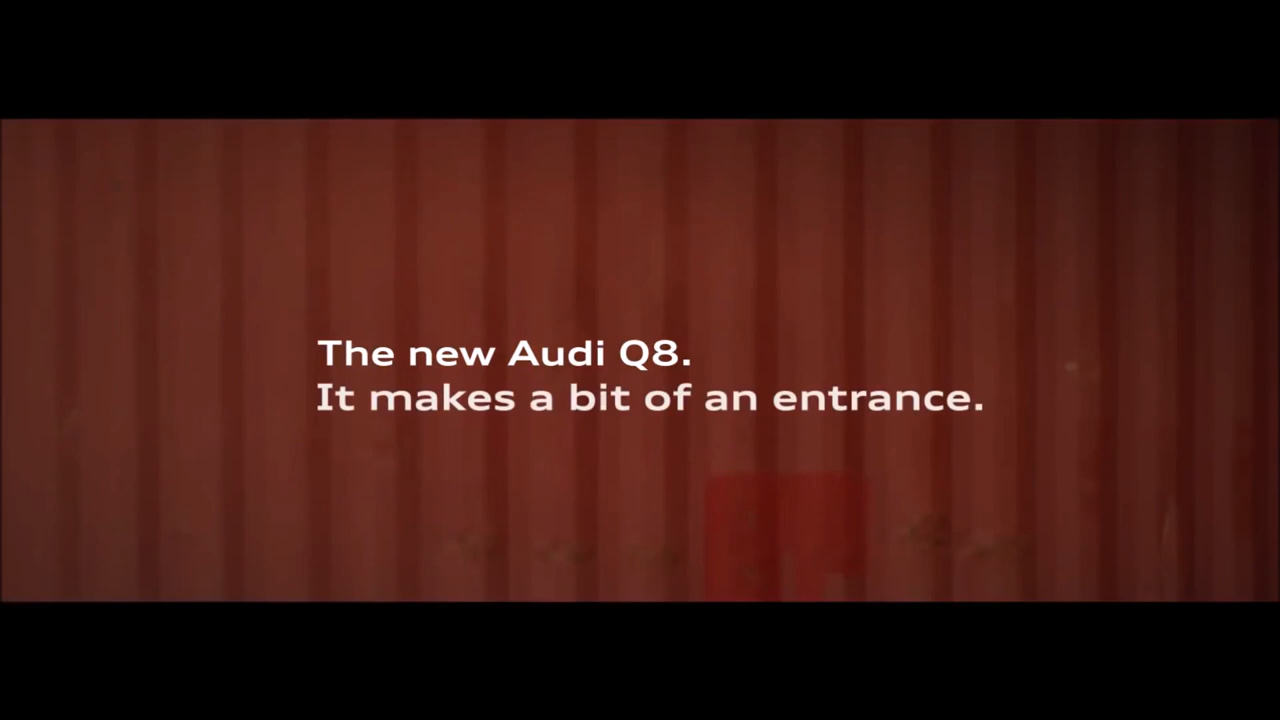 The new Audi Q8.
It makes a bit of an entrance.